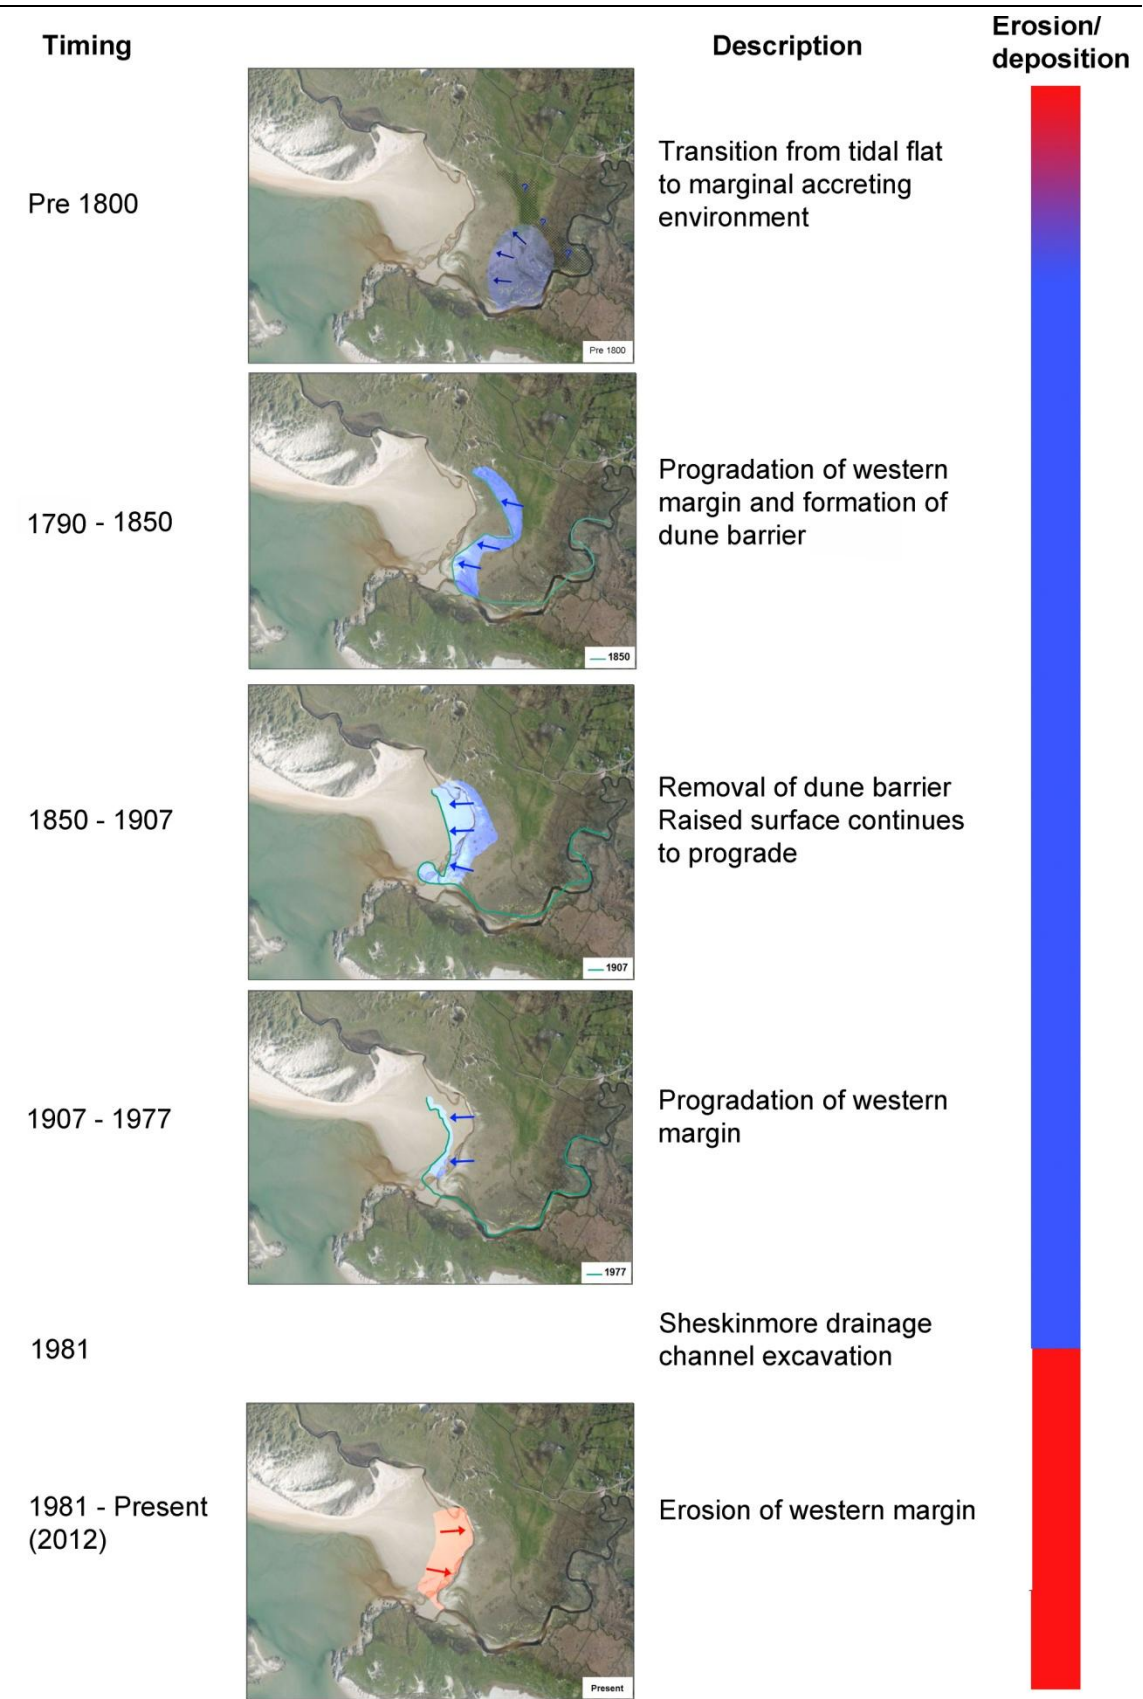 Timing
Description
Erosion/
deposition
Pre 1800
?
?
?
Pre 1800
Transition from tidal flat
to marginal accreting
environment
1790 - 1850
1850
Progradation of western
margin and formation of
dune barrier
1850 - 1907
1907
Removal of dune barrier
Raised surface continues
to prograde
1907 - 1977
1977
Progradation of western
margin
1981
Sheskinmore drainage
channel excavation
1981 - Present
(2012)
Present
Erosion of western margin